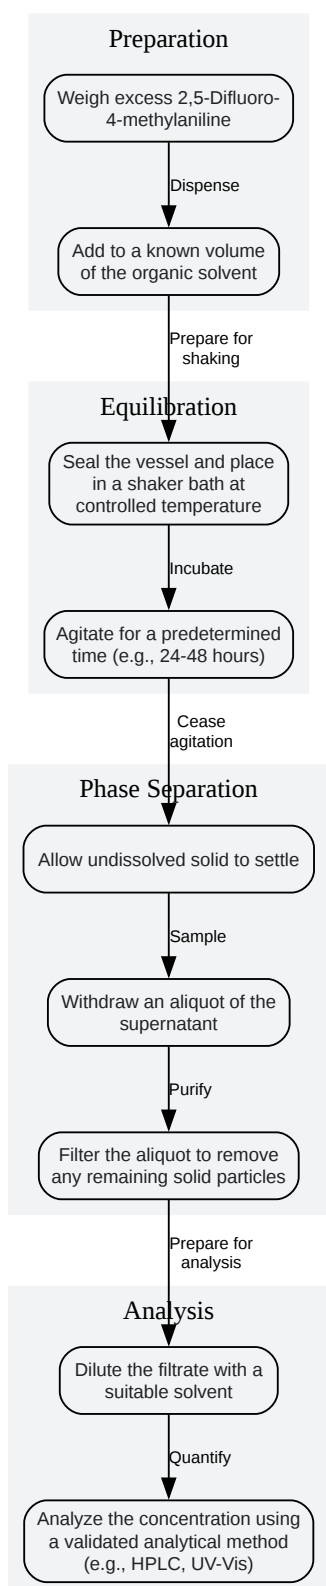 Preparation
Weigh excess 2,5-Difluoro-
4-methylaniline
Dispense
Add to a known volume
of the organic solvent
Prepare for
shaking
Equilibration
Seal the vessel and place
in a shaker bath at
controlled temperature
Incubate
Agitate for a predetermined
time (e.g., 24-48 hours)
Cease
agitation
Phase Separation
Allow undissolved solid to settle
Sample
Withdraw an aliquot of the
supernatant
Purify
Filter the aliquot to remove
any remaining solid particles
Prepare for
analysis
Analysis
Dilute the filtrate with a
suitable solvent
Quantify
Analyze the concentration using
a validated analytical method
(e.g., HPLC, UV-Vis)